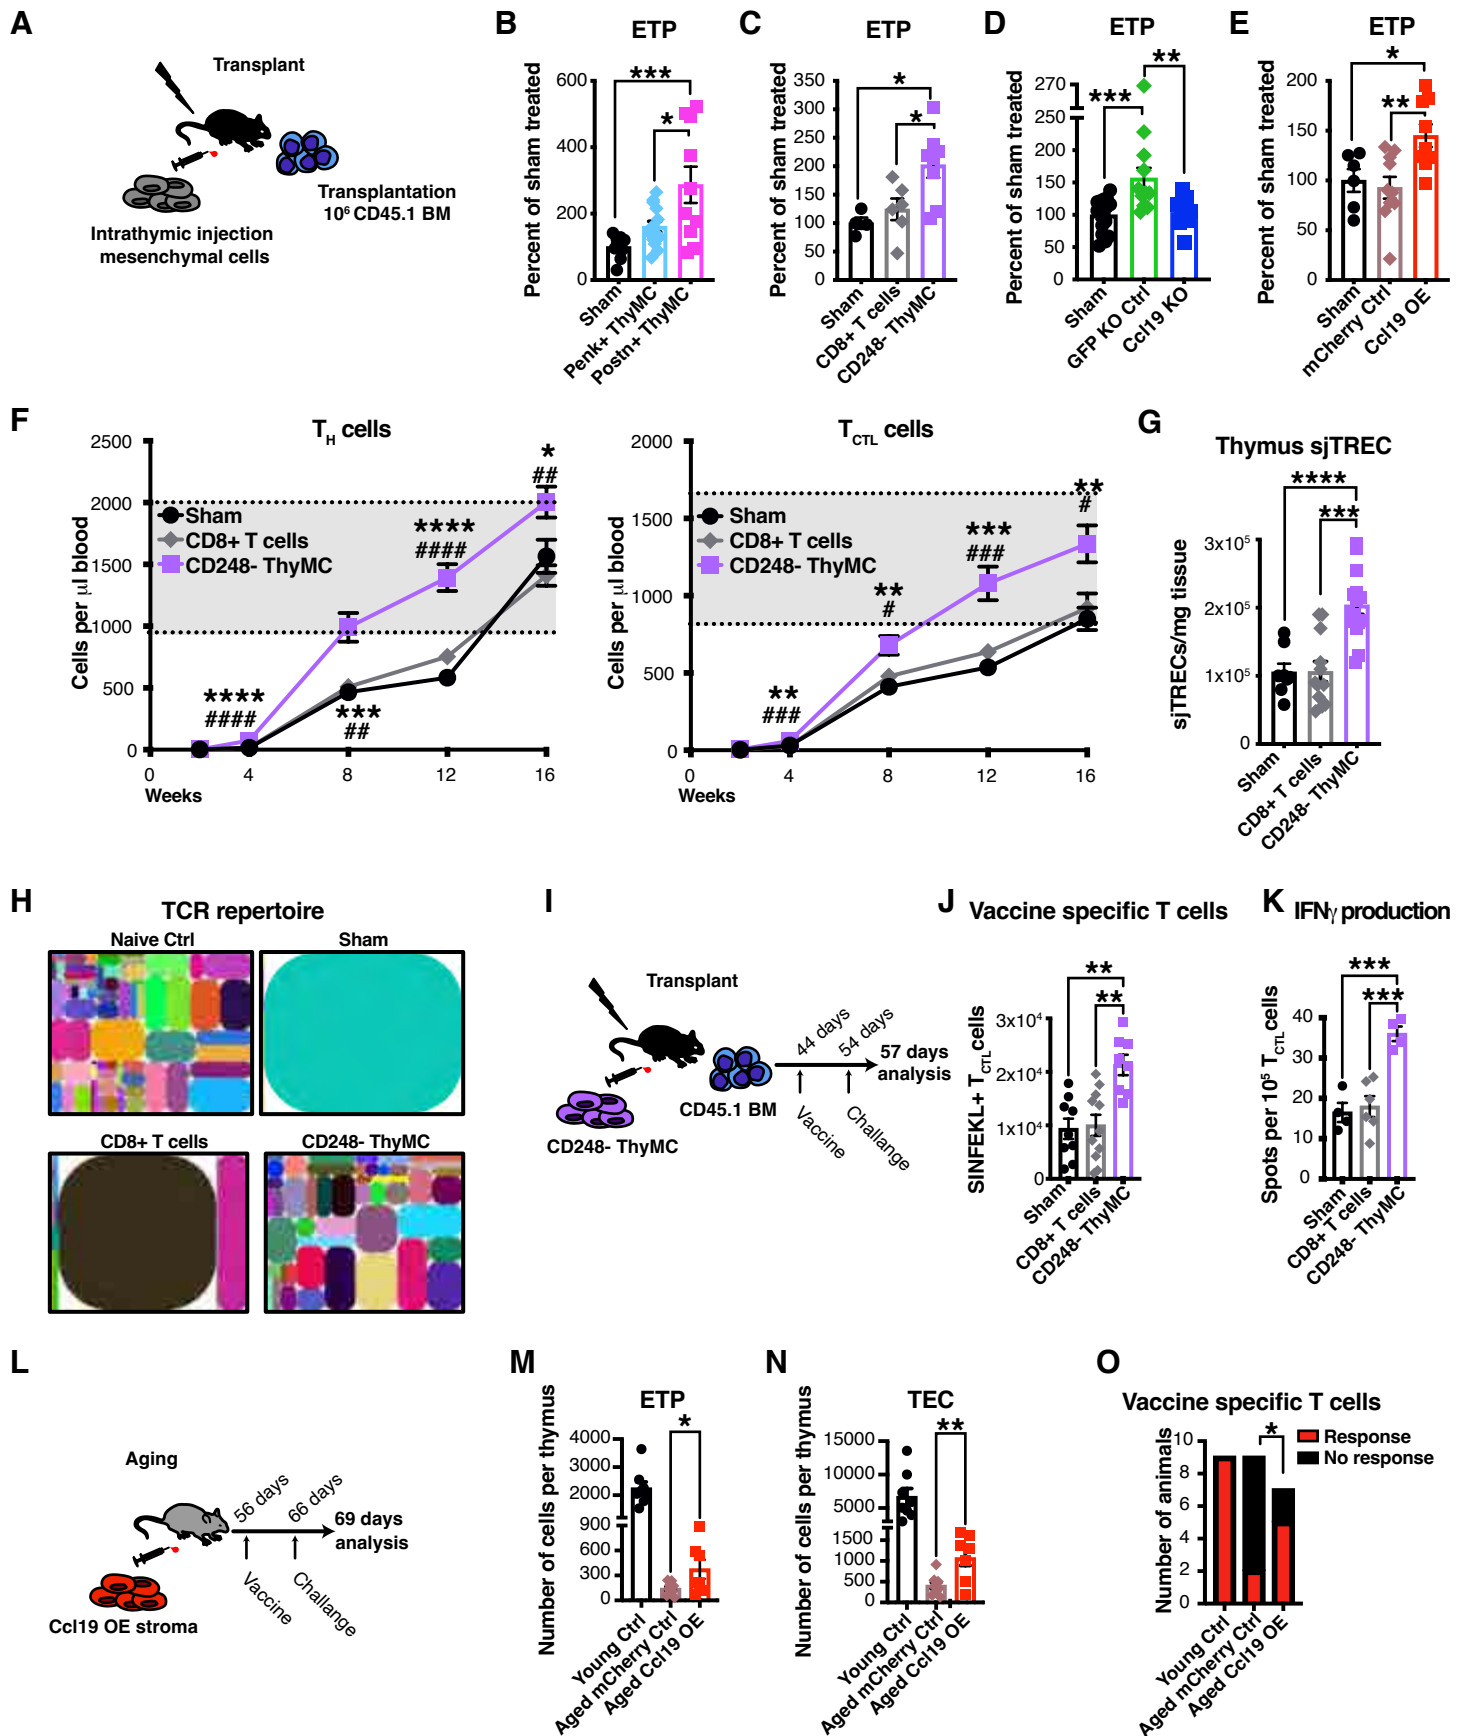 A
Transplant
Transplantation
10⁶ CD45.1 BM
Intrathymic injection
mesenchymal cells
B
ETP
Percent of sham treated
600
400
200
0
***
*
Sham
Penk+ ThyMC
Postn+ ThyMC
C
ETP
Percent of sham treated
350
300
250
200
150
100
50
0
*
*
Sham
CD8+ T cells
CD248- ThyMC
D
ETP
Percent of sham treated
270
250
200
150
100
50
0
**
***
Sham
GFP KO Ctrl
Ccl19 KO
E
ETP
Percent of sham treated
200
150
100
50
0
*
**
Sham
mCherry Ctrl
Ccl19 OE
F
T_H cells
Cells per µl blood
2500
2000
1500
1000
500
0
Sham
CD8+ T cells
CD248- ThyMC
****
####
***
##
****
####
*
##
0 4 8 12 16
Weeks
T_CTL cells
Cells per µl blood
2000
1500
1000
500
0
Sham
CD8+ T cells
CD248- ThyMC
**
###
**
#
***
###
**
#
0 4 8 12 16
Weeks
G
Thymus sjTREC
sjTRECs/mg tissue
3x10⁵
2x10⁵
1x10⁵
0
****
***
Sham
CD8+ T cells
CD248- ThyMC
H
TCR repertoire
Naive Ctrl
Sham
CD8+ T cells
CD248- ThyMC
I
Transplant
CD45.1 BM
CD248- ThyMC
44 days
54 days
57 days
analysis
Vaccine
Challange
J
Vaccine specific T cells
SINFEKL+ T_CTL cells
3x10⁴
2x10⁴
1x10⁴
0
**
**
Sham
CD8+ T cells
CD248- ThyMC
K
IFNγ production
Spots per 10⁵ T_CTL cells
40
30
20
10
0
***
***
Sham
CD8+ T cells
CD248- ThyMC
L
Aging
Ccl19 OE stroma
56 days
66 days
69 days
analysis
Vaccine
Challange
M
ETP
Number of cells per thymus
4000
3000
2000
900
600
300
0
*
Young Ctrl
Aged mCherry Ctrl
Aged Ccl19 OE
N
TEC
Number of cells per thymus
15000
10000
5000
1500
1000
500
0
**
Young Ctrl
Aged mCherry Ctrl
Aged Ccl19 OE
O
Vaccine specific T cells
Number of animals
10
8
6
4
2
0
*
Response
No response
Young Ctrl
Aged mCherry Ctrl
Aged Ccl19 OE